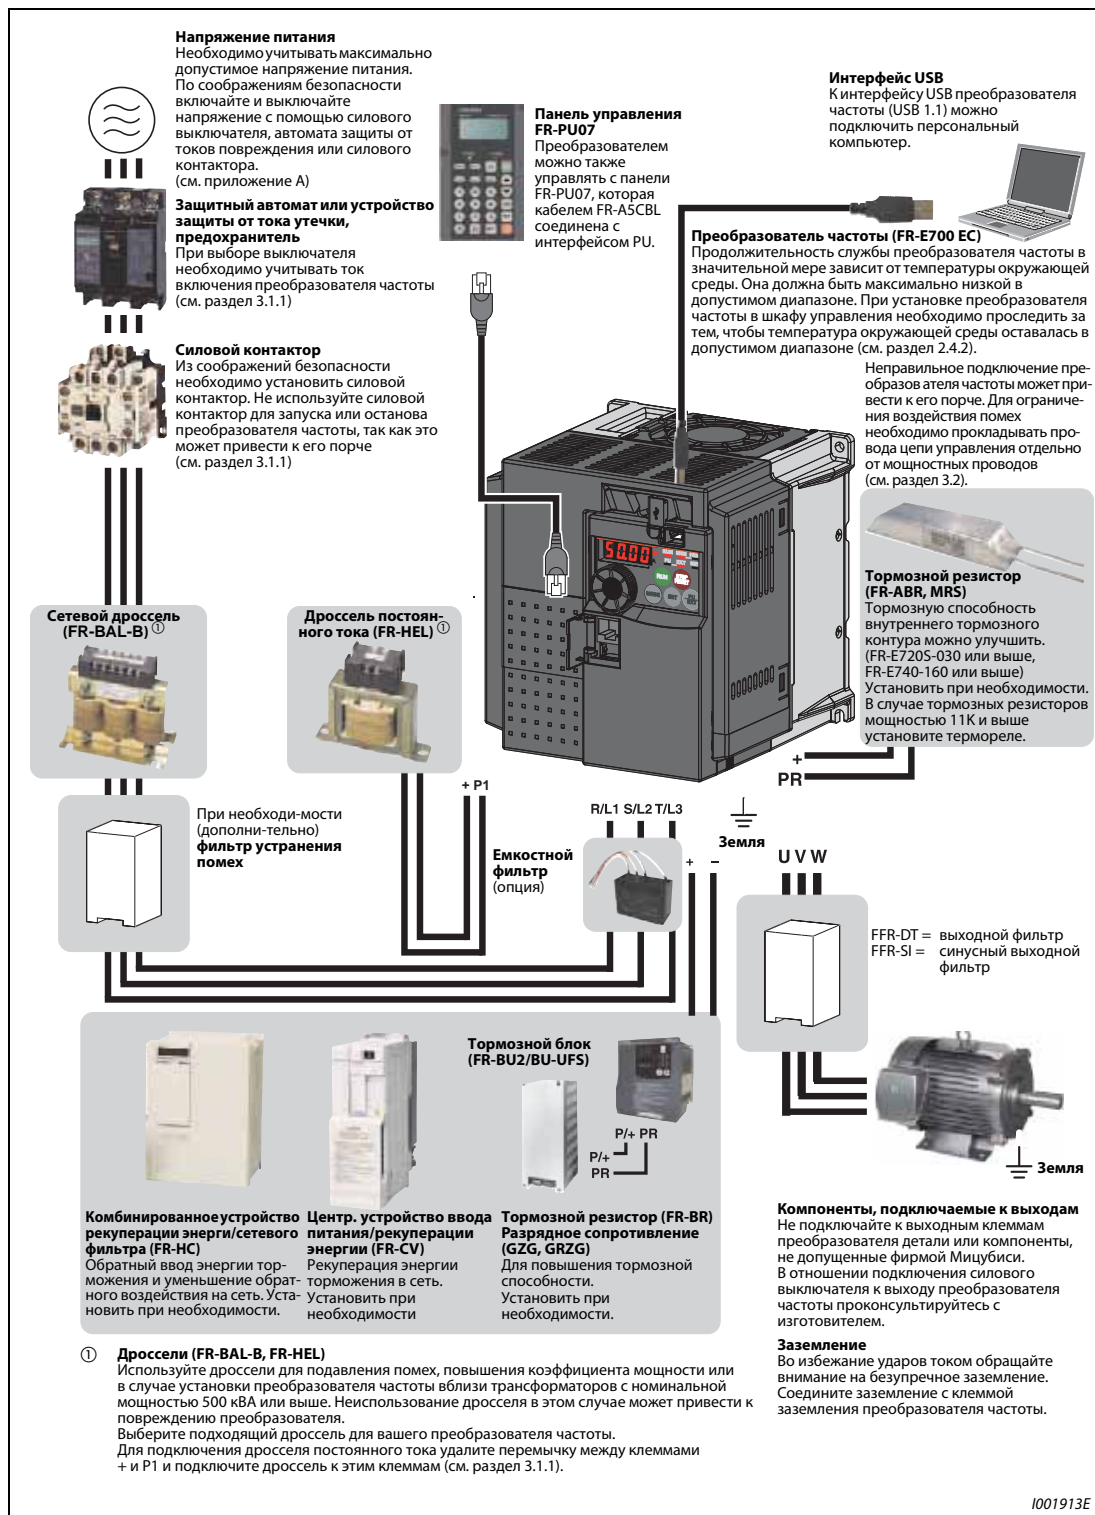 Напряжение питания
Необходимо учитывать максимально
допустимое напряжение питания.
По соображениям безопасности
включайте и выключайте
напряжение с помощью силового
выключателя, автомата защиты от
токов повреждения или силового
контактора.
(см. приложение A)
Защитный автомат или устройство
защиты от тока утечки,
предохранитель
При выборе выключателя
необходимо учитывать ток
включения преобразователя частоты
(см. раздел 3.1.1)
Силовой контактор
Из соображений безопасности
необходимо установить силовой
контактор. Не используйте силовой
контактор для запуска или останова
преобразователя частоты, так как это
может привести к его порче
(см. раздел 3.1.1)
Панель управления
FR-PU07
Преобразователем
можно также
управлять с панели
FR-PU07, которая
кабелем FR-A5CBL
соединена с
интерфейсом PU.
Интерфейс USB
К интерфейсу USB преобразователя
частоты (USB 1.1) можно
подключить персональный
компьютер.
Преобразователь частоты (FR-E700 EC)
Продолжительность службы преобразователя частоты в
значительной мере зависит от температуры окружающей
среды. Она должна быть максимально низкой в
допустимом диапазоне. При установке преобразователя
частоты в шкафу управления необходимо проследить за
тем, чтобы температура окружающей среды оставалась в
допустимом диапазоне (см. раздел 2.4.2).
Неправильное подключение пре-
образов ателя частоты может при-
вести к его порче. Для ограниче-
ния воздействия помех
необходимо прокладывать про-
вода цепи управления отдельно
от мощностных проводов
(см. раздел 3.2).
50.00
RUN
Тормозной резистор
(FR-ABR, MRS)
Тормозную способность
внутреннего тормозного
контура можно улучшить.
(FR-E720S-030 или выше,
FR-E740-160 или выше)
Установить при необходимости.
В случае тормозных резисторов
мощностью 11K и выше
установите термореле.
+
PR
Сетевой дроссель
(FR-BAL-B) ①
Дроссель постоян-
ного тока (FR-HEL) ①
+ P1
При необходи-мости
(дополни-тельно)
фильтр устранения
помех
Емкостной
фильтр
(опция)
R/L1 S/L2 T/L3
Земля
+ –
U V W
FFR-DT = выходной фильтр
FFR-SI = синусный выходной
фильтр
Земля
Тормозной блок
(FR-BU2/BU-UFS)
P/+ PR
P/+
PR
Комбинированное устройство
рекуперации энерги/сетевого
фильтра (FR-HC)
Обратный ввод энергии тор-
можения и уменьшение обрат-
ного воздействия на сеть. Уста-
новить при необходимости.
Центр. устройство ввода
питания/рекуперации
энергии (FR-CV)
Рекуперация энергии
торможения в сеть.
Установить при
необходимости
Тормозной резистор (FR-BR)
Разрядное сопротивление
(GZG, GRZG)
Для повышения тормозной
способности.
Установить при
необходимости.
Компоненты, подключаемые к выходам
Не подключайте к выходным клеммам
преобразователя детали или компоненты,
не допущенные фирмой Мицубиси.
В отношении подключения силового
выключателя к выходу преобразователя
частоты проконсультируйтесь с
изготовителем.
Заземление
Во избежание ударов током обращайте
внимание на безупречное заземление.
Соедините заземление с клеммой
заземления преобразователя частоты.
① Дроссели (FR-BAL-B, FR-HEL)
Используйте дроссели для подавления помех, повышения коэффициента мощности или
в случае установки преобразователя частоты вблизи трансформаторов с номинальной
мощностью 500 кВА или выше. Неиспользование дросселя в этом случае может привести к
повреждению преобразователя.
Выберите подходящий дроссель для вашего преобразователя частоты.
Для подключения дросселя постоянного тока удалите перемычку между клеммами
+ и P1 и подключите дроссель к этим клеммам (см. раздел 3.1.1).
I001913E